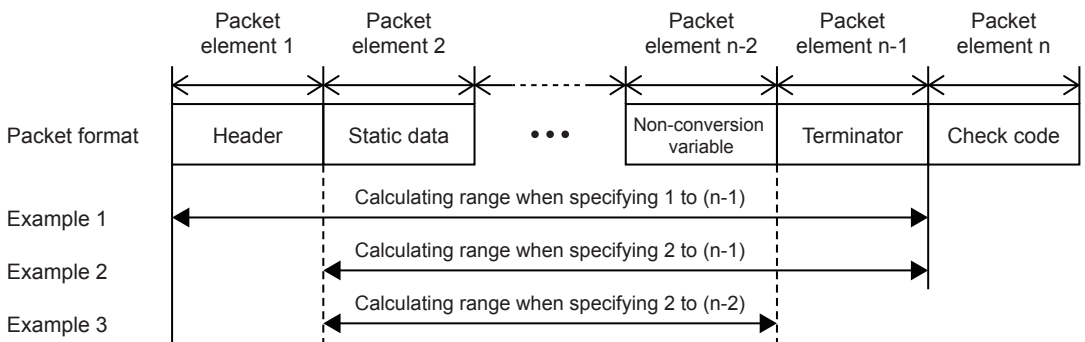 Packet element 1
Packet element 2
Packet element n-2
Packet element n-1
Packet element n
Packet format
Header
Static data
•••
Non-conversion variable
Terminator
Check code
Example 1
Calculating range when specifying 1 to (n-1)
Example 2
Calculating range when specifying 2 to (n-1)
Example 3
Calculating range when specifying 2 to (n-2)